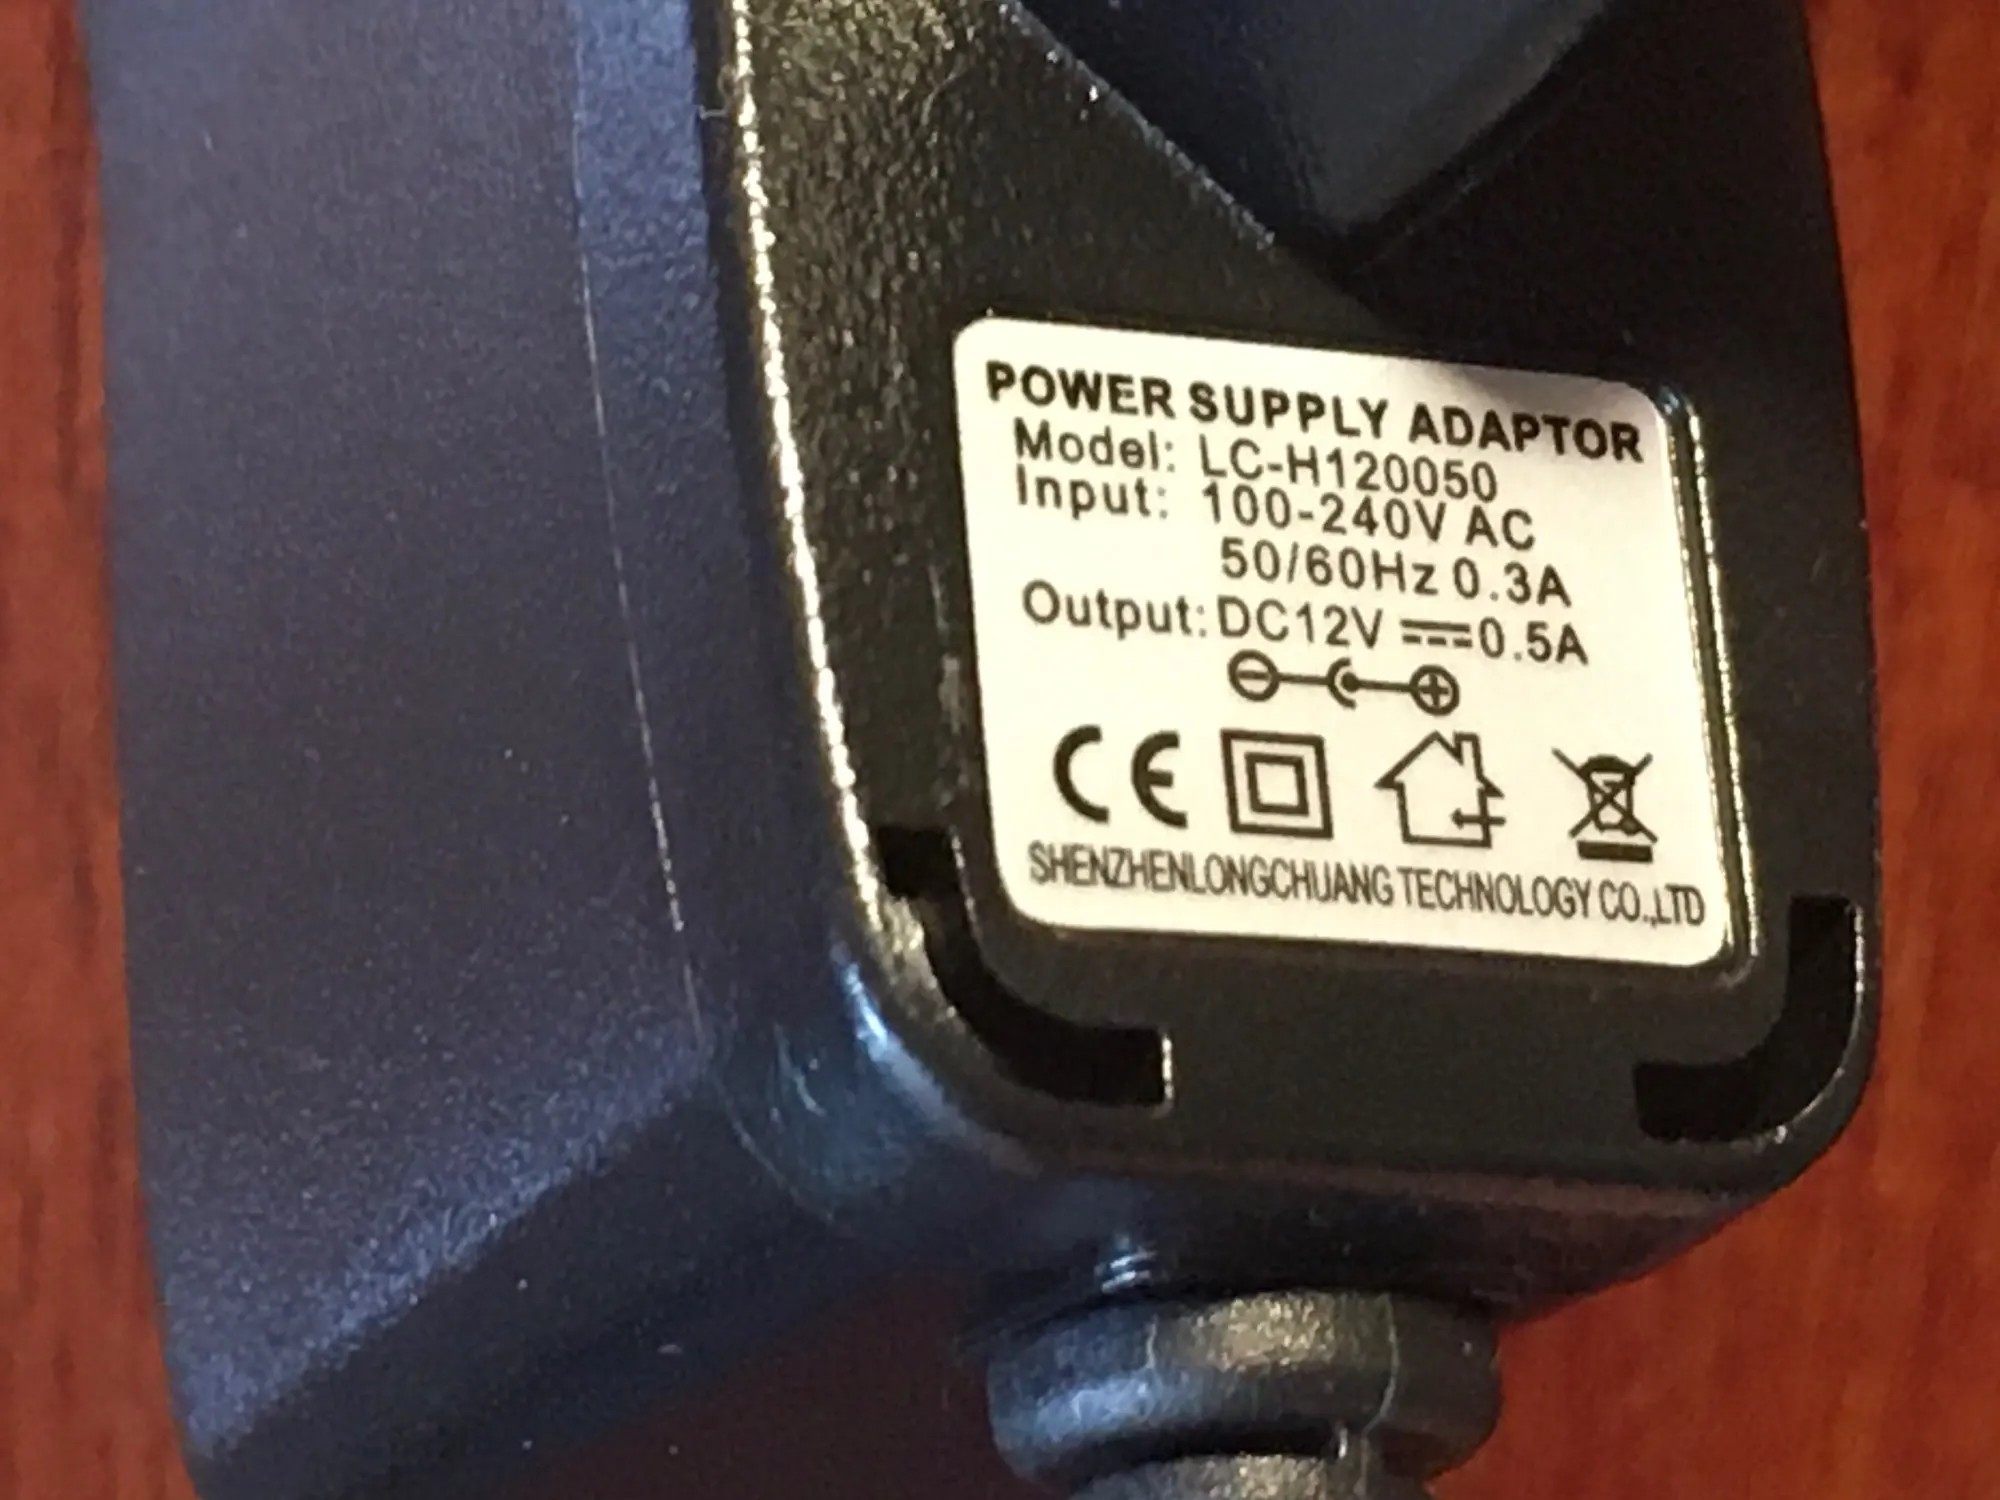 POWER SUPPLY ADAPTOR
Model: LC-H120050
Input: 100-240V AC
50/60Hz 0.3A
Output: DC12V ⎓0.5A
CE
SHENZHENLONGCHUANG TECHNOLOGY CO.,LTD